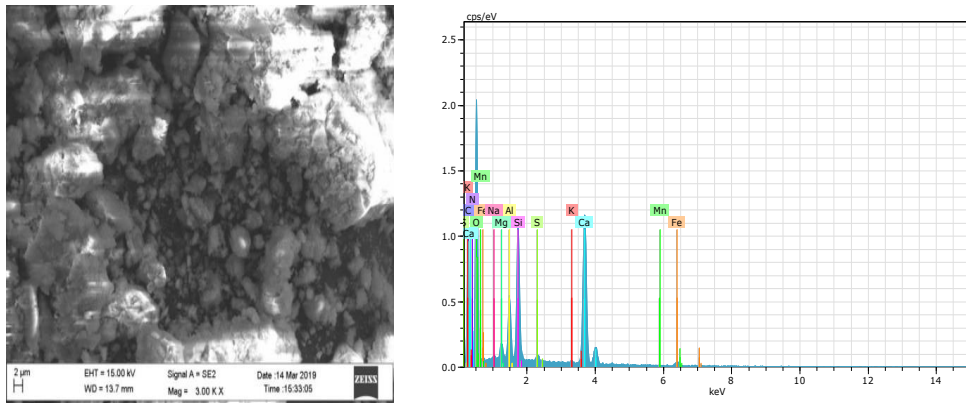 2 µm
EHT = 15.00 kV
Signal A = SE2
Date :14 Mar 2019
WD = 13.7 mm
Mag = 3.00 K X
Time :15:33:05
ZEISS
cps/eV
2.5
2.0
1.5
1.0
0.5
0.0
Mn
K
N
C Fe Na Al K Mn
S O Mg Si S Ca Fe
Ca
2 4 6 8 10 12 14
keV